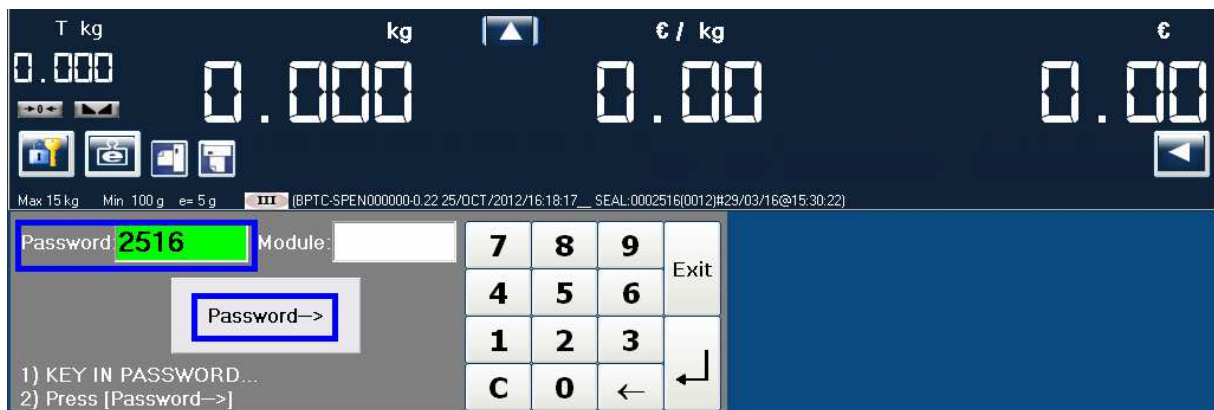 T kg kg € / kg €
0.000 0.000 0.00 0.00
→0←
e
Max 15 kg Min 100 g e= 5 g III (BPTC-SPEN000000-0.22 25/OCT/2012/16:18:17__ SEAL:0002516(0012)#29/03/16@15:30:22)
Password: 2516 Module:
7 8 9 Exit
4 5 6
Password-->
1 2 3
1) KEY IN PASSWORD...
2) Press [Password-->]
C 0 ←